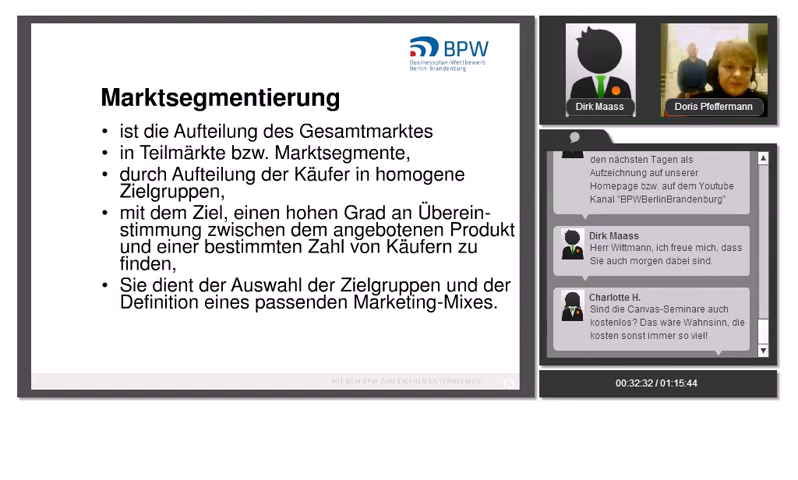 BPW
Businessplan-Wettbewerb
Berlin-Brandenburg
Marktsegmentierung
• ist die Aufteilung des Gesamtmarktes
• in Teilmärkte bzw. Marktsegmente,
• durch Aufteilung der Käufer in homogene
Zielgruppen,
• mit dem Ziel, einen hohen Grad an Überein-
stimmung zwischen dem angebotenen Produkt
und einer bestimmten Zahl von Käufern zu
finden,
• Sie dient der Auswahl der Zielgruppen und der
Definition eines passenden Marketing-Mixes.
MIT DEM BPW ZUM EIGENEN UNTERNEHMEN
Dirk Maass
Doris Pfeffermann
den nächsten Tagen als
Aufzeichnung auf unserer
Homepage bzw. auf dem Youtube
Kanal "BPWBerlinBrandenburg"
Dirk Maass
Herr Wittmann, ich freue mich, dass
Sie auch morgen dabei sind.
Charlotte H.
Sind die Canvas-Seminare auch
kostenlos? Das wäre Wahnsinn, die
kosten sonst immer so viel!
00:32:32 / 01:15:44